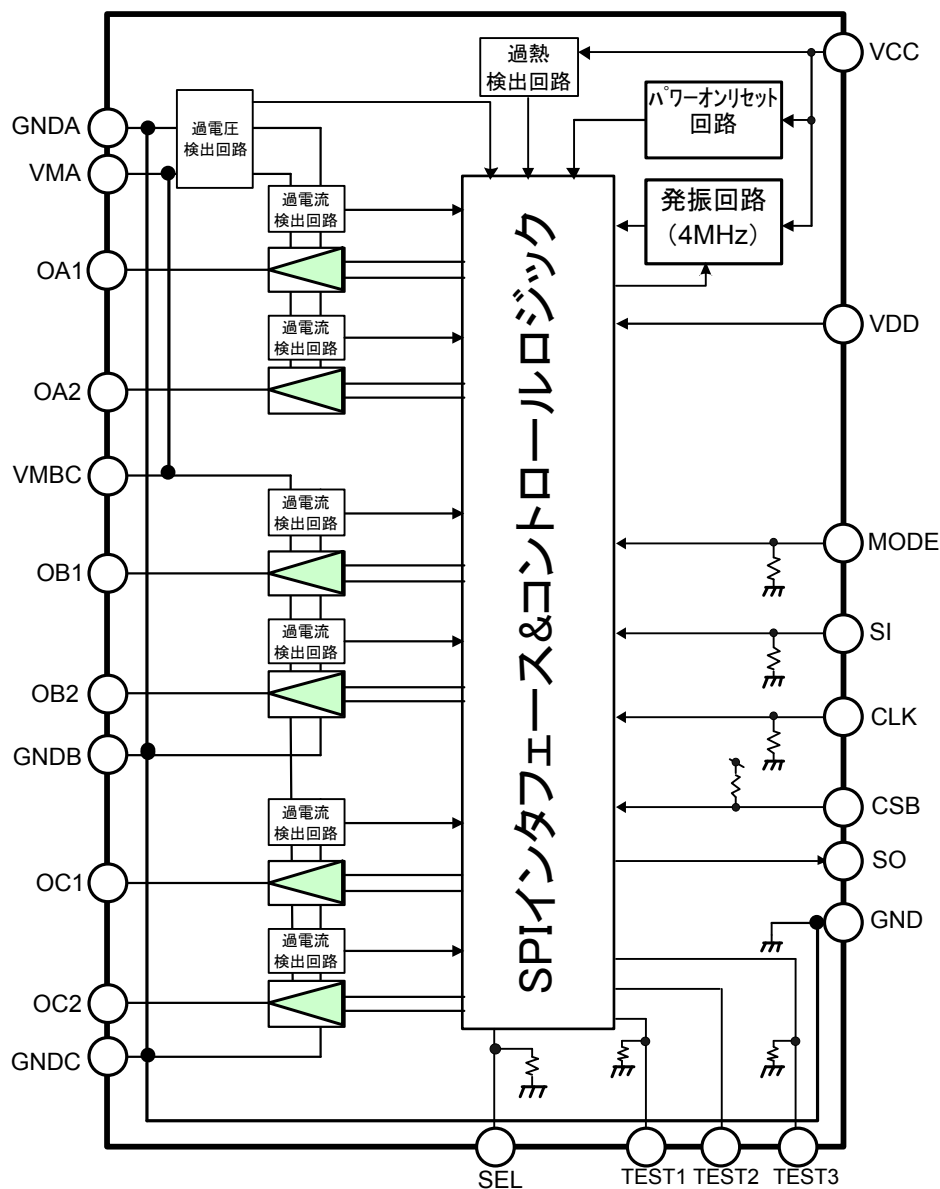 過熱
検出回路
VCC
パワーオンリセット
回路
GNDA
過電圧
検出回路
VMA
過電流
検出回路
発振回路
(4MHz)
OA1
VDD
過電流
検出回路
OA2
VMBC
過電流
検出回路
MODE
OB1
過電流
検出回路
SI
OB2
CLK
GNDB
CSB
過電流
検出回路
SO
OC1
GND
過電流
検出回路
OC2
GNDC
SPIインタフェース&コントロールロジック
SEL
TEST1
TEST2
TEST3